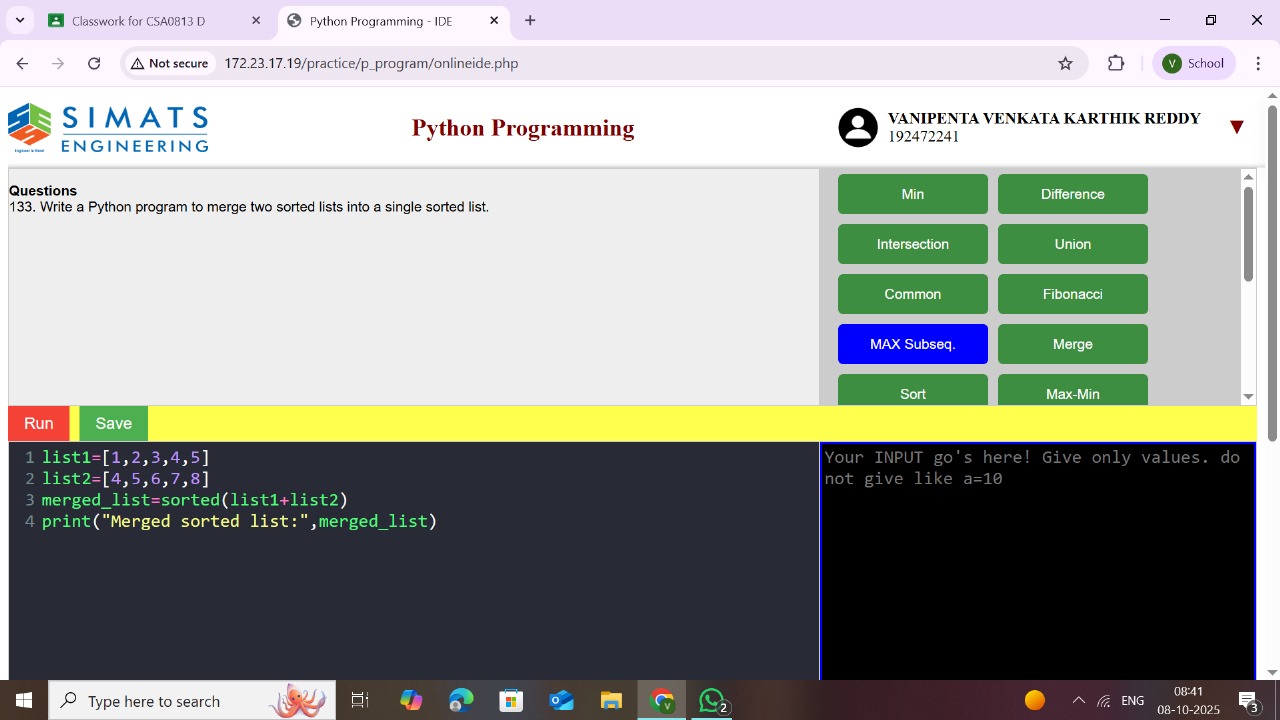 Classwork for CSA0813 D
Python Programming - IDE
Not secure
172.23.17.19/practice/p_program/onlineide.php
V
School
SIMATS
ENGINEERING
Engineer to Excel
Python Programming
VANIPENTA VENKATA KARTHIK REDDY
192472241
Questions
133. Write a Python program to merge two sorted lists into a single sorted list.
Min
Difference
Intersection
Union
Common
Fibonacci
MAX Subseq.
Merge
Sort
Max-Min
Run
Save
1 list1=[1,2,3,4,5]
2 list2=[4,5,6,7,8]
3 merged_list=sorted(list1+list2)
4 print("Merged sorted list:",merged_list)
Your INPUT go's here! Give only values. do
not give like a=10
Type here to search
V
2
ENG
08:41
08-10-2025
3